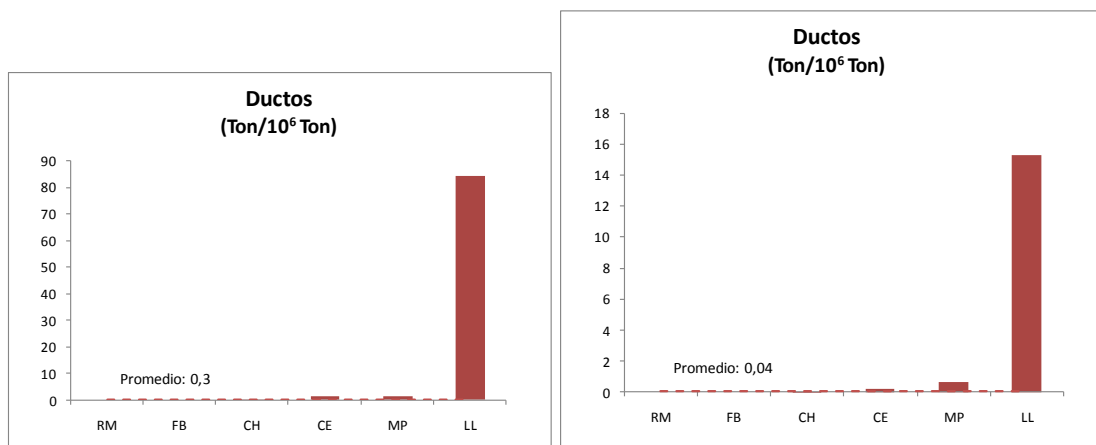 Ductos
(Ton/10⁶ Ton)
90
80
70
60
50
40
30
20
10
0
Promedio: 0,3
RM FB CH CE MP LL
Ductos
(Ton/10⁶ Ton)
18
16
14
12
10
8
6
4
2
0
Promedio: 0,04
RM FB CH CE MP LL